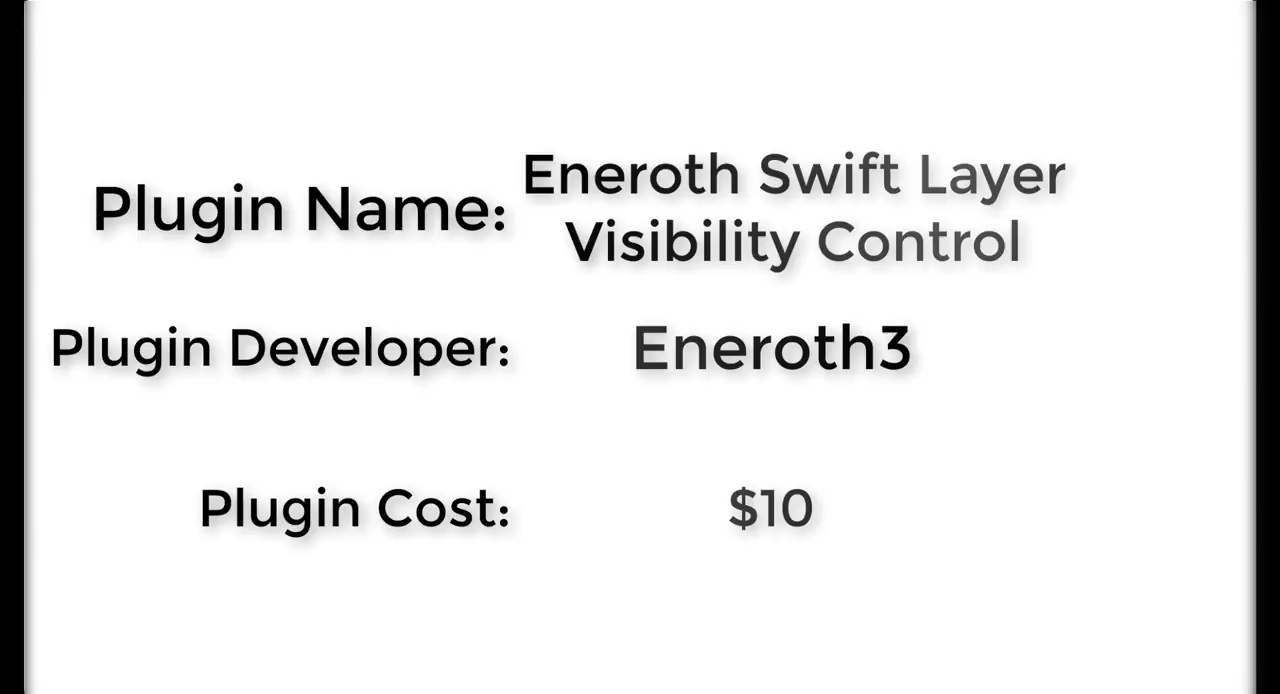 Plugin Name: Eneroth Swift Layer
Visibility Control
Plugin Developer: Eneroth3
Plugin Cost: $10